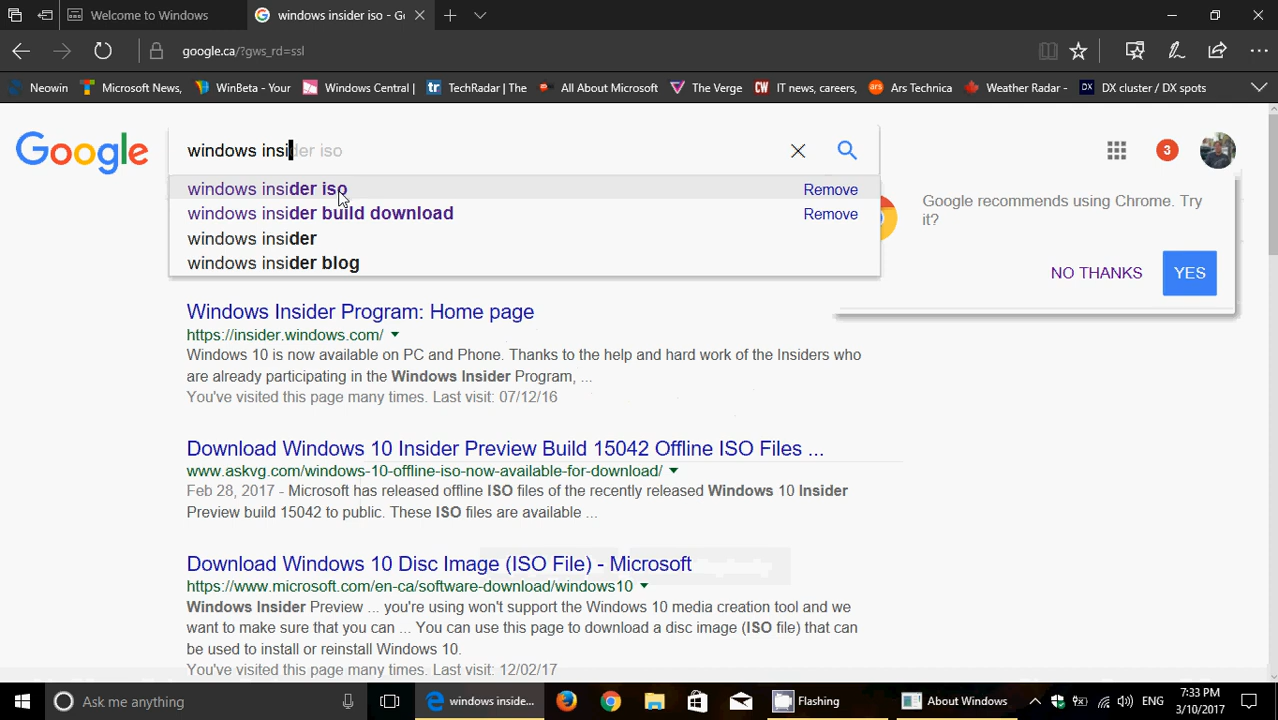 Welcome to Windows
windows insider iso - Go
google.ca/?gws_rd=ssl
Neowin
Microsoft News,
WinBeta - Your
Windows Central |
tr TechRadar | The
All About Microsoft
The Verge
CW IT news, careers,
ars Ars Technica
Weather Radar -
DX DX cluster / DX spots
Google
windows insider iso
3
windows insider iso Remove
windows insider build download Remove
windows insider
windows insider blog
Google recommends using Chrome. Try
it?
NO THANKS YES
Windows Insider Program: Home page
https://insider.windows.com/
Windows 10 is now available on PC and Phone. Thanks to the help and hard work of the Insiders who
are already participating in the Windows Insider Program, ...
You've visited this page many times. Last visit: 07/12/16
Download Windows 10 Insider Preview Build 15042 Offline ISO Files ...
www.askvg.com/windows-10-offline-iso-now-available-for-download/
Feb 28, 2017 - Microsoft has released offline ISO files of the recently released Windows 10 Insider
Preview build 15042 to public. These ISO files are available ...
Download Windows 10 Disc Image (ISO File) - Microsoft
https://www.microsoft.com/en-ca/software-download/windows10
Windows Insider Preview ... you're using won't support the Windows 10 media creation tool and we
want to make sure that you can ... You can use this page to download a disc image (ISO file) that can
be used to install or reinstall Windows 10.
You've visited this page many times. Last visit: 12/02/17
Ask me anything
windows inside...
Flashing
About Windows
ENG
7:33 PM
3/10/2017